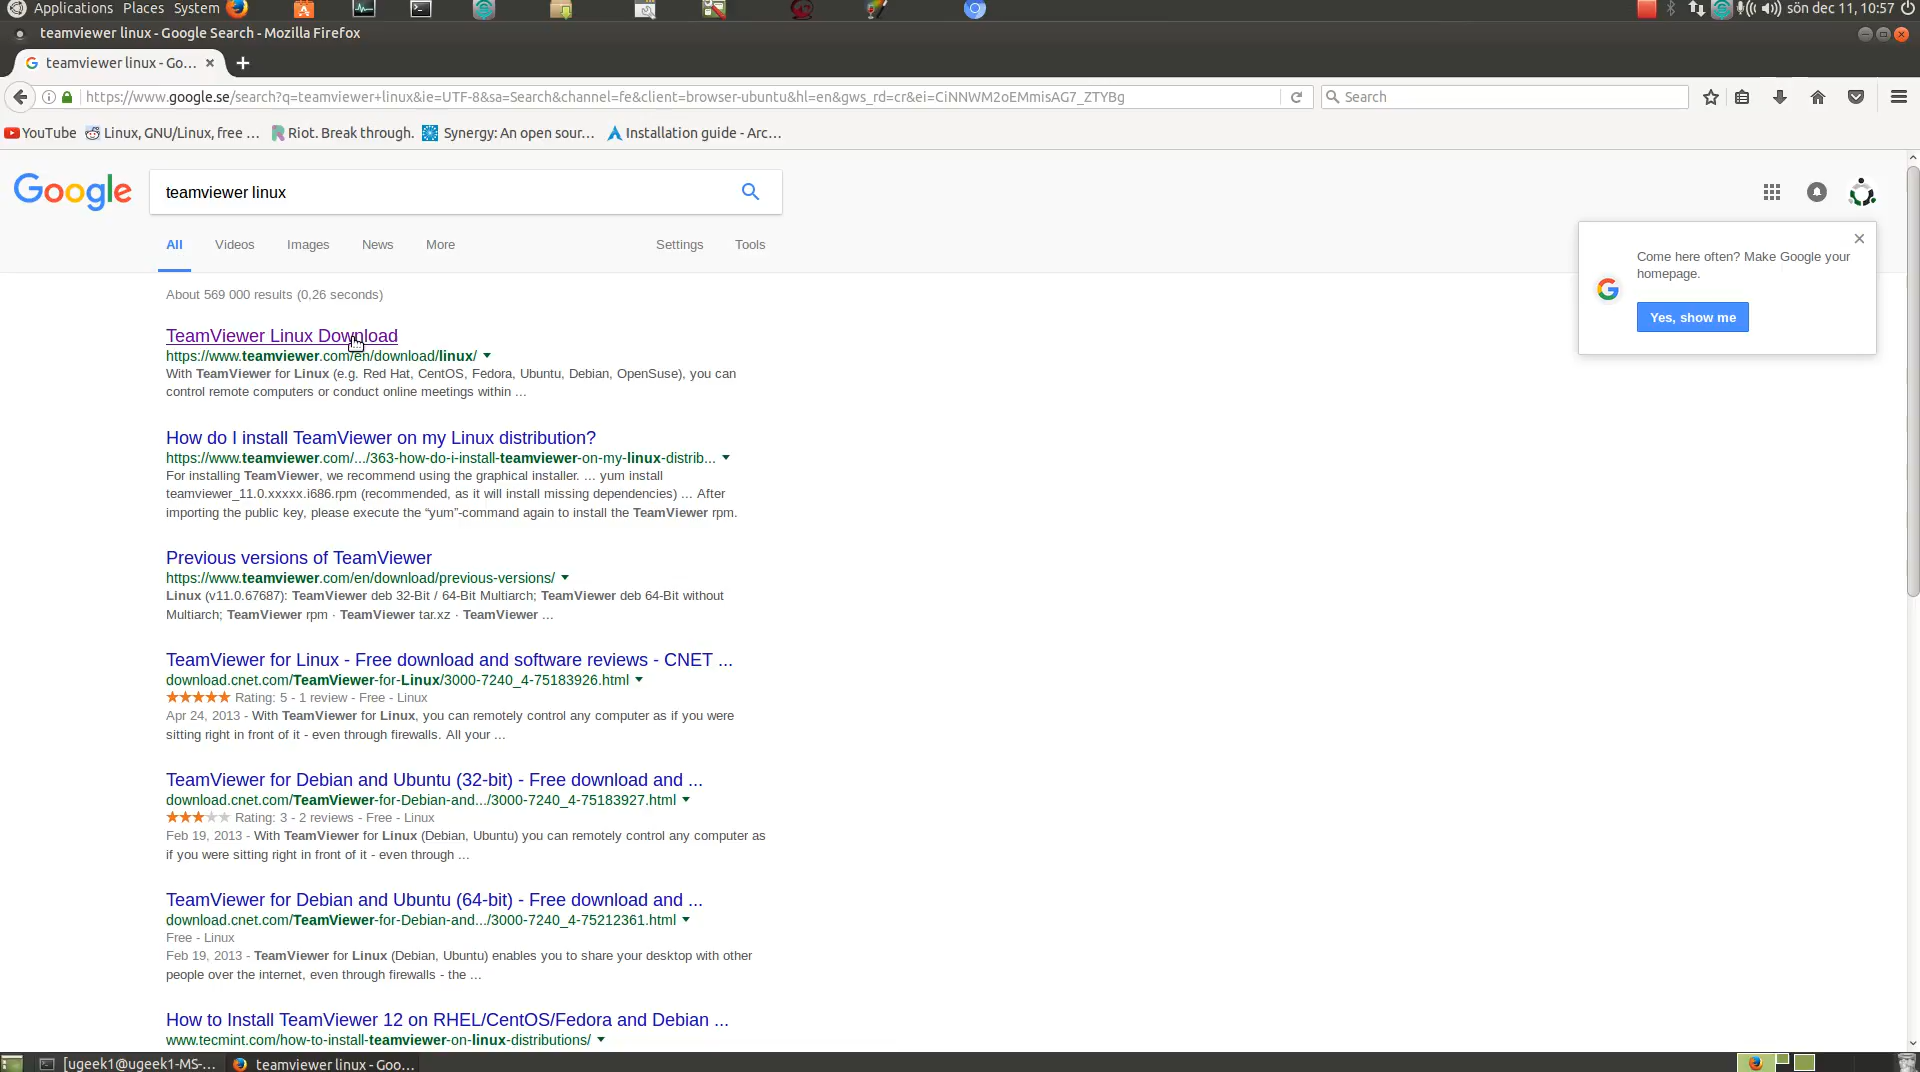 Applications Places System
sön dec 11, 10:57
teamviewer linux - Google Search - Mozilla Firefox
teamviewer linux - Go...
https://www.google.se/search?q=teamviewer+linux&ie=UTF-8&sa=Search&channel=fe&client=browser-ubuntu&hl=en&gws_rd=cr&ei=CiNNWM2oEMmisAG7_ZTYBg
Search
YouTube Linux, GNU/Linux, free ... Riot. Break through. Synergy: An open sour... Installation guide - Arc...
Google
teamviewer linux
All Videos Images News More Settings Tools
Come here often? Make Google your
homepage.
Yes, show me
About 569 000 results (0,26 seconds)
TeamViewer Linux Download
https://www.teamviewer.com/en/download/linux/
With TeamViewer for Linux (e.g. Red Hat, CentOS, Fedora, Ubuntu, Debian, OpenSuse), you can
control remote computers or conduct online meetings within ...
How do I install TeamViewer on my Linux distribution?
https://www.teamviewer.com/.../363-how-do-i-install-teamviewer-on-my-linux-distrib...
For installing TeamViewer, we recommend using the graphical installer. ... yum install
teamviewer_11.0.xxxxx.i686.rpm (recommended, as it will install missing dependencies) ... After
importing the public key, please execute the “yum”-command again to install the TeamViewer rpm.
Previous versions of TeamViewer
https://www.teamviewer.com/en/download/previous-versions/
Linux (v11.0.67687): TeamViewer deb 32-Bit / 64-Bit Multiarch; TeamViewer deb 64-Bit without
Multiarch; TeamViewer rpm · TeamViewer tar.xz · TeamViewer ...
TeamViewer for Linux - Free download and software reviews - CNET ...
download.cnet.com/TeamViewer-for-Linux/3000-7240_4-75183926.html
Rating: 5 - 1 review - Free - Linux
Apr 24, 2013 - With TeamViewer for Linux, you can remotely control any computer as if you were
sitting right in front of it - even through firewalls. All your ...
TeamViewer for Debian and Ubuntu (32-bit) - Free download and ...
download.cnet.com/TeamViewer-for-Debian-and.../3000-7240_4-75183927.html
Rating: 3 - 2 reviews - Free - Linux
Feb 19, 2013 - With TeamViewer for Linux (Debian, Ubuntu) you can remotely control any computer as
if you were sitting right in front of it - even through ...
TeamViewer for Debian and Ubuntu (64-bit) - Free download and ...
download.cnet.com/TeamViewer-for-Debian-and.../3000-7240_4-75212361.html
Free - Linux
Feb 19, 2013 - TeamViewer for Linux (Debian, Ubuntu) enables you to share your desktop with other
people over the internet, even through firewalls - the ...
How to Install TeamViewer 12 on RHEL/CentOS/Fedora and Debian ...
www.tecmint.com/how-to-install-teamviewer-on-linux-distributions/
[ugeek1@ugeek1-MS-... teamviewer linux - Goo...